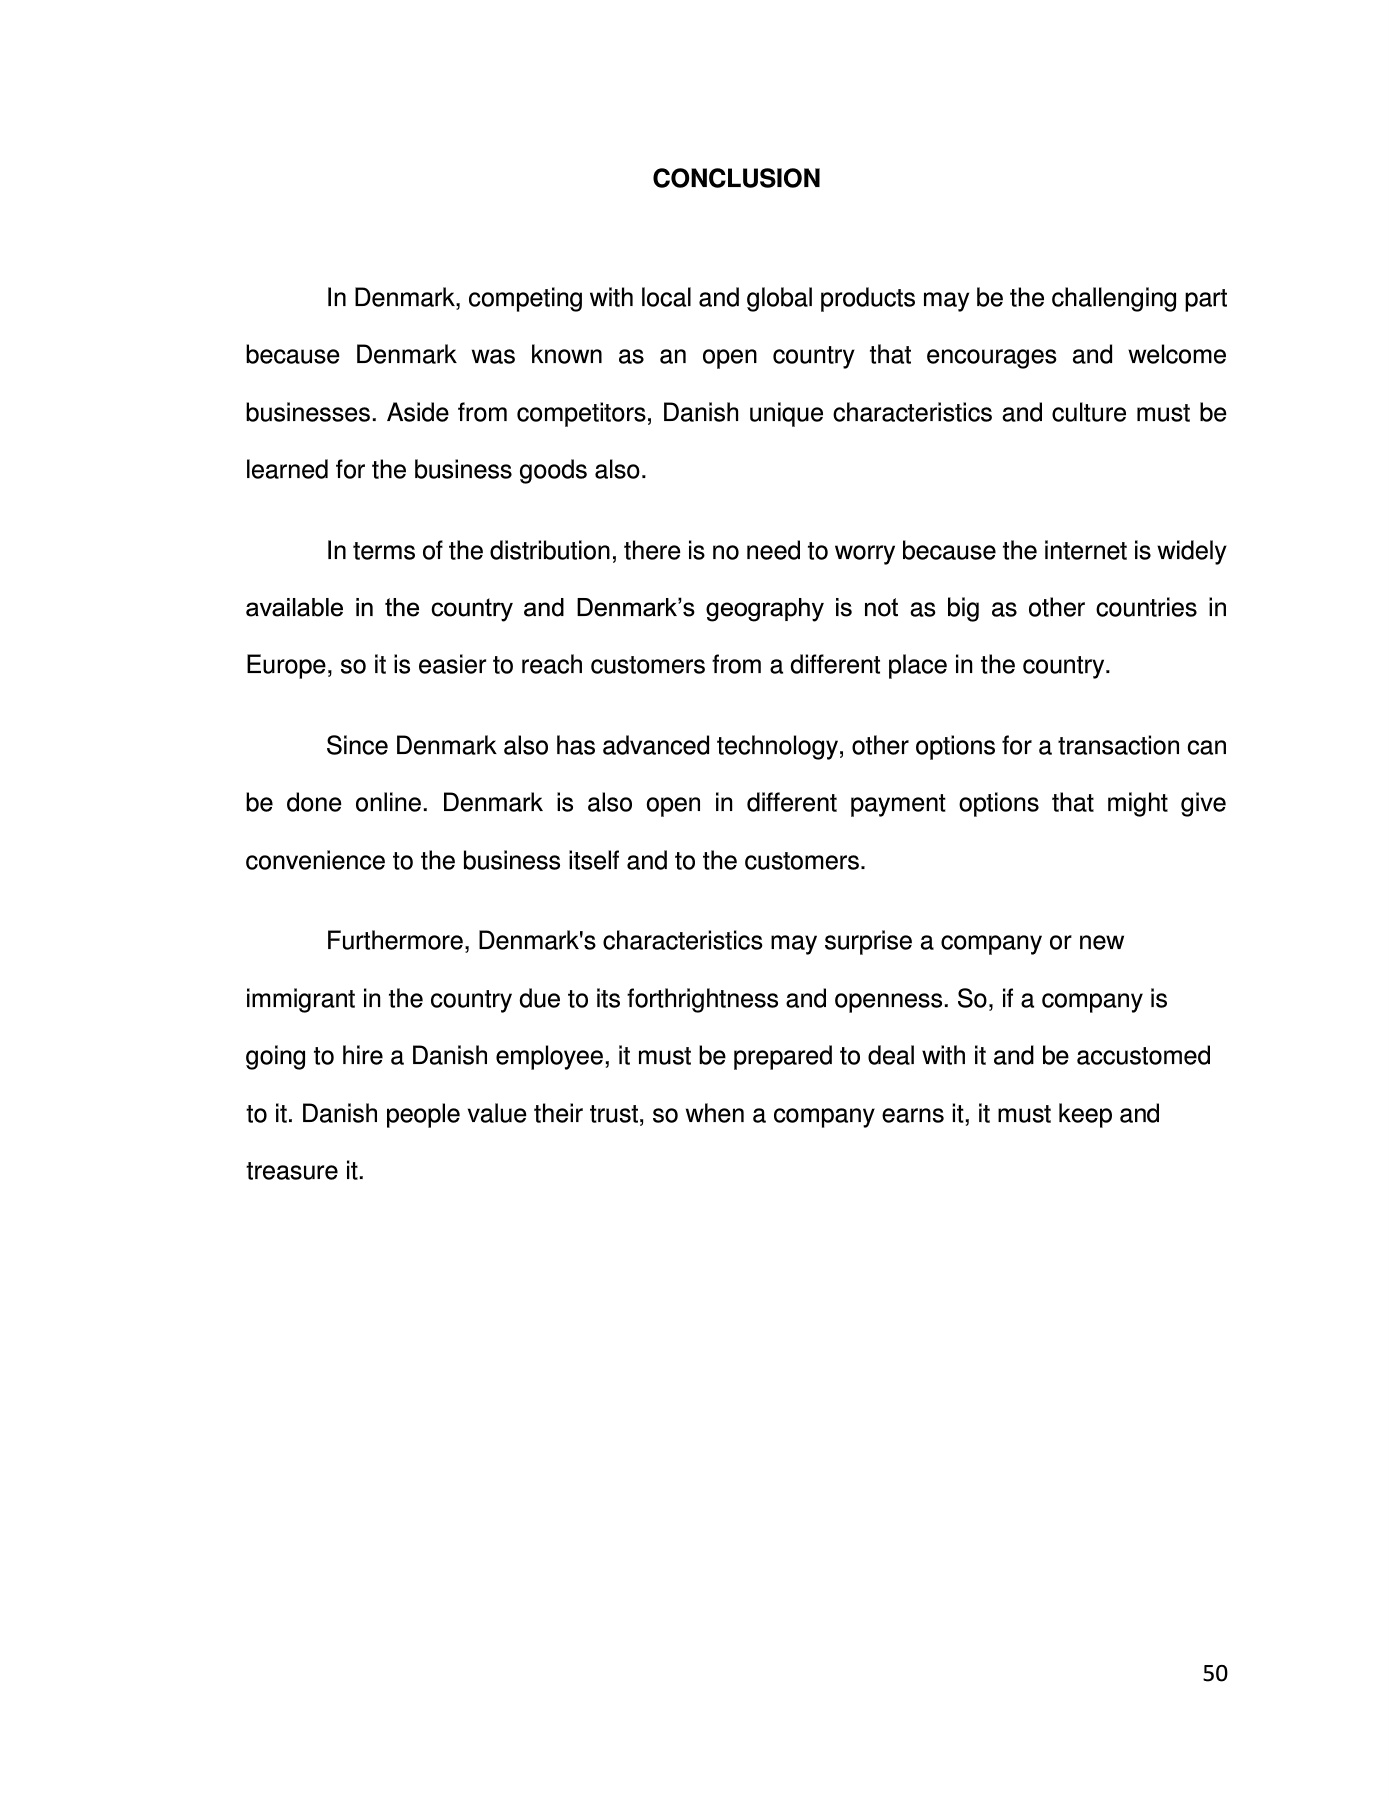 CONCLUSION
In Denmark, competing with local and global products may be the challenging part
because Denmark was known as an open country that encourages and welcome
businesses. Aside from competitors, Danish unique characteristics and culture must be
learned for the business goods also.
In terms of the distribution, there is no need to worry because the internet is widely
available in the country and Denmark’s geography is not as big as other countries in
Europe, so it is easier to reach customers from a different place in the country.
Since Denmark also has advanced technology, other options for a transaction can
be done online. Denmark is also open in different payment options that might give
convenience to the business itself and to the customers.
Furthermore, Denmark's characteristics may surprise a company or new
immigrant in the country due to its forthrightness and openness. So, if a company is
going to hire a Danish employee, it must be prepared to deal with it and be accustomed
to it. Danish people value their trust, so when a company earns it, it must keep and
treasure it.
50